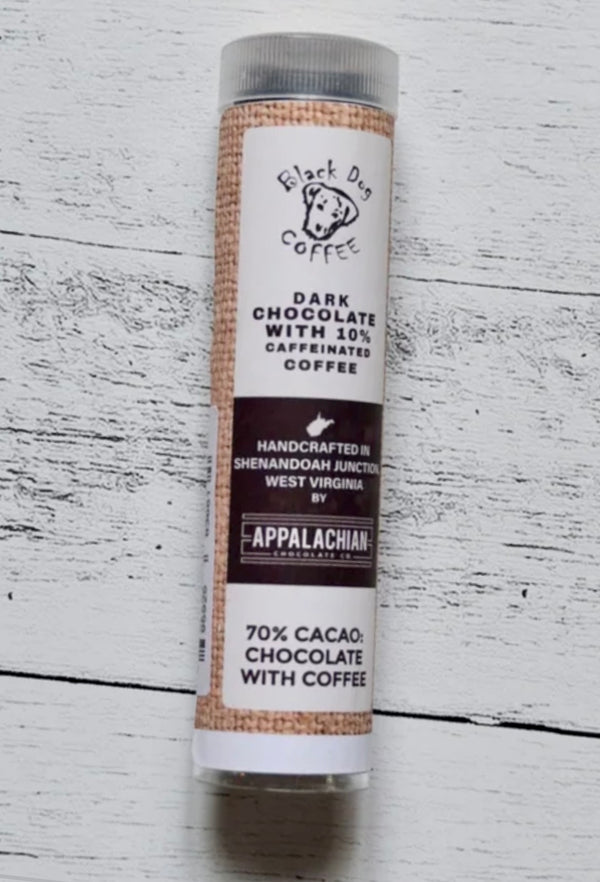 Black Dog
COFFEE
DARK
CHOCOLATE
WITH 10%
CAFFEINATED
COFFEE
HANDCRAFTED IN
SHENANDOAH JUNCTION,
WEST VIRGINIA
BY
APPALACHIAN
CHOCOLATE CO
70% CACAO:
CHOCOLATE
WITH COFFEE